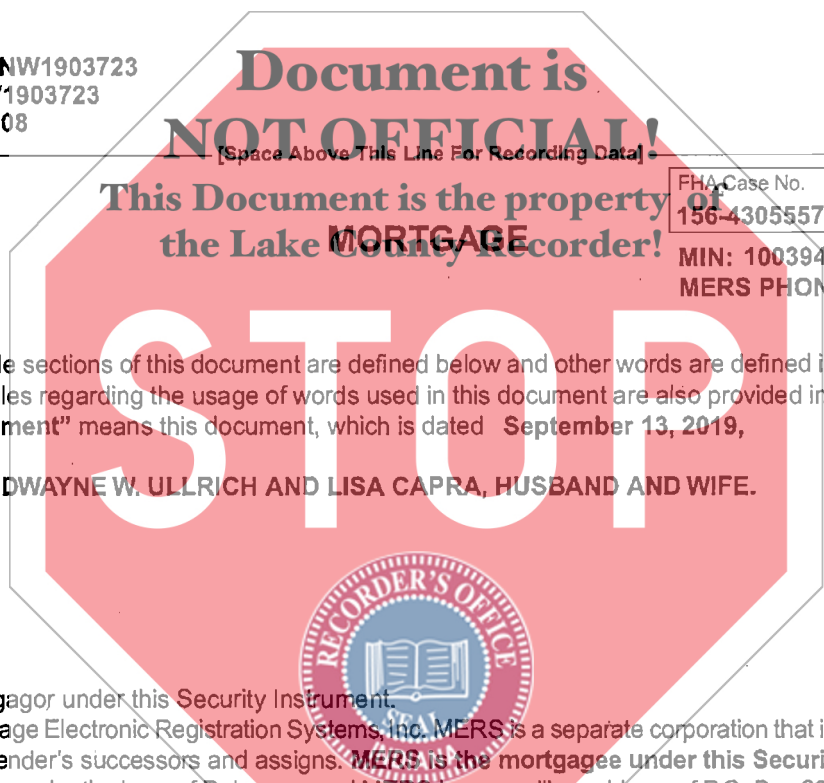 NW1903723
1903723
08
Document is
NOT OFFICIAL!
[Space Above This Line For Recording Data]
This Document is the property of
the Lake County Recorder!
FHA Case No.
156-4305557
MORTGAGE
MIN: 100394
MERS PHON
STOP
e sections of this document are defined below and other words are defined i
les regarding the usage of words used in this document are also provided in
ment” means this document, which is dated September 13, 2019,
DWAYNE W. ULLRICH AND LISA CAPRA, HUSBAND AND WIFE.
RECORDER'S OFFICE
SEAL
gagor under this Security Instrument.
age Electronic Registration Systems, Inc. MERS is a separate corporation that i
ender's successors and assigns. MERS is the mortgagee under this Securi